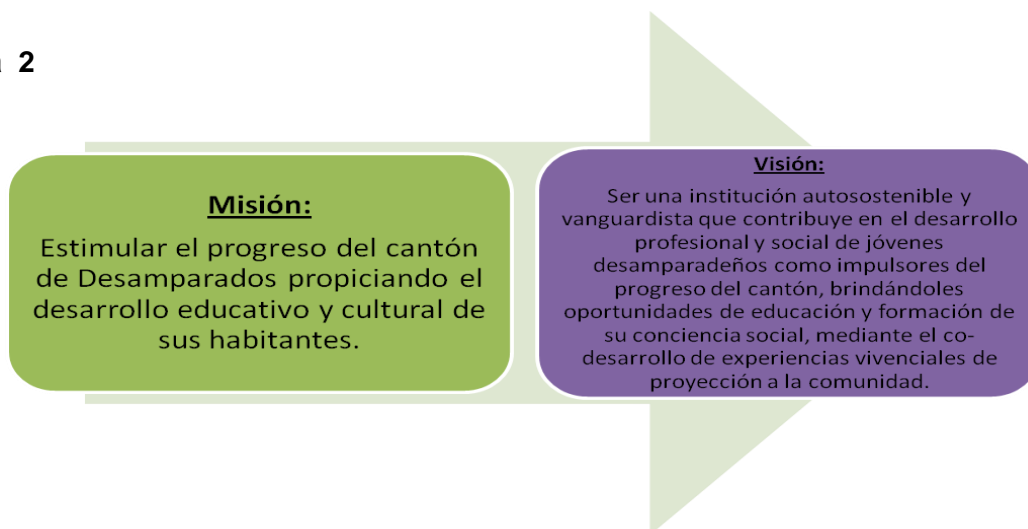 2
Misión:
Estimular el progreso del cantón
de Desamparados propiciando el
desarrollo educativo y cultural de
sus habitantes.
Visión:
Ser una institución autosostenible y
vanguardista que contribuye en el desarrollo
profesional y social de jóvenes
desamparadeños como impulsores del
progreso del cantón, brindándoles
oportunidades de educación y formación de
su conciencia social, mediante el co-
desarrollo de experiencias vivenciales de
proyección a la comunidad.